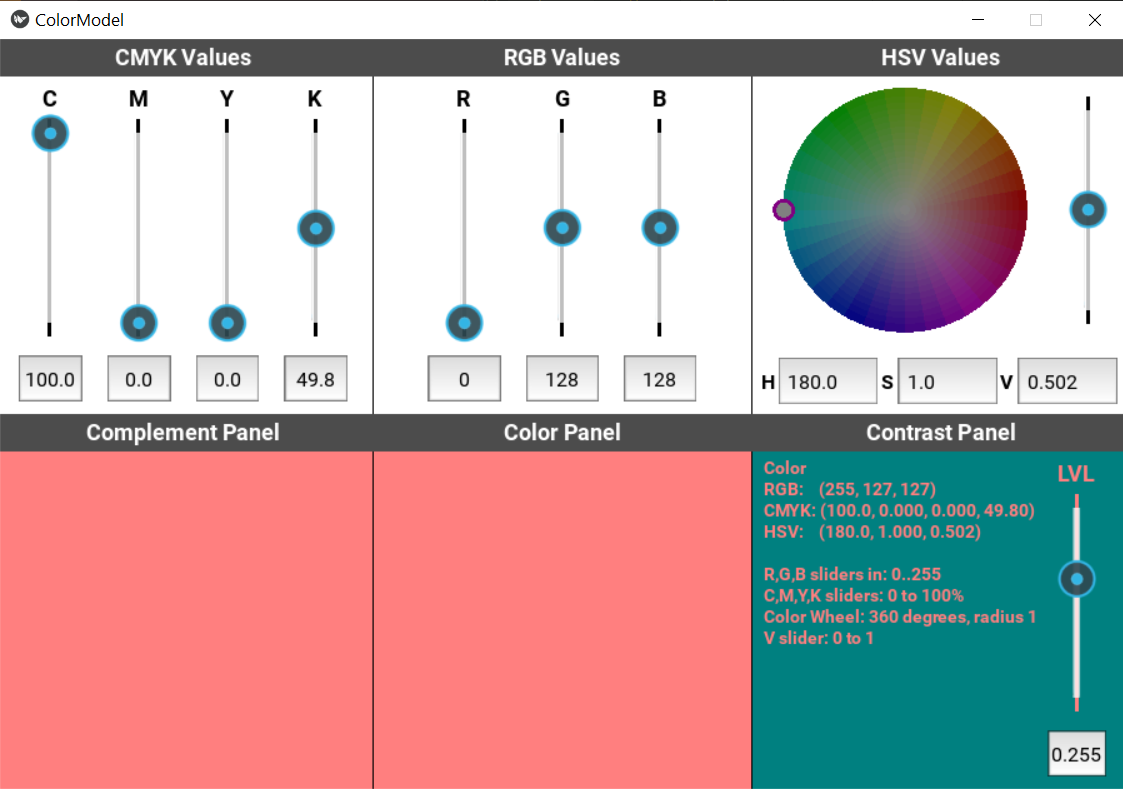 ColorModel
CMYK Values
C M Y K
100.0 0.0 0.0 49.8
RGB Values
R G B
0 128 128
HSV Values
H 180.0 S 1.0 V 0.502
Complement Panel
Color Panel
Contrast Panel
Color
RGB: (255, 127, 127)
CMYK: (100.0, 0.000, 0.000, 49.80)
HSV: (180.0, 1.000, 0.502)
R,G,B sliders in: 0..255
C,M,Y,K sliders: 0 to 100%
Color Wheel: 360 degrees, radius 1
V slider: 0 to 1
LVL
0.255